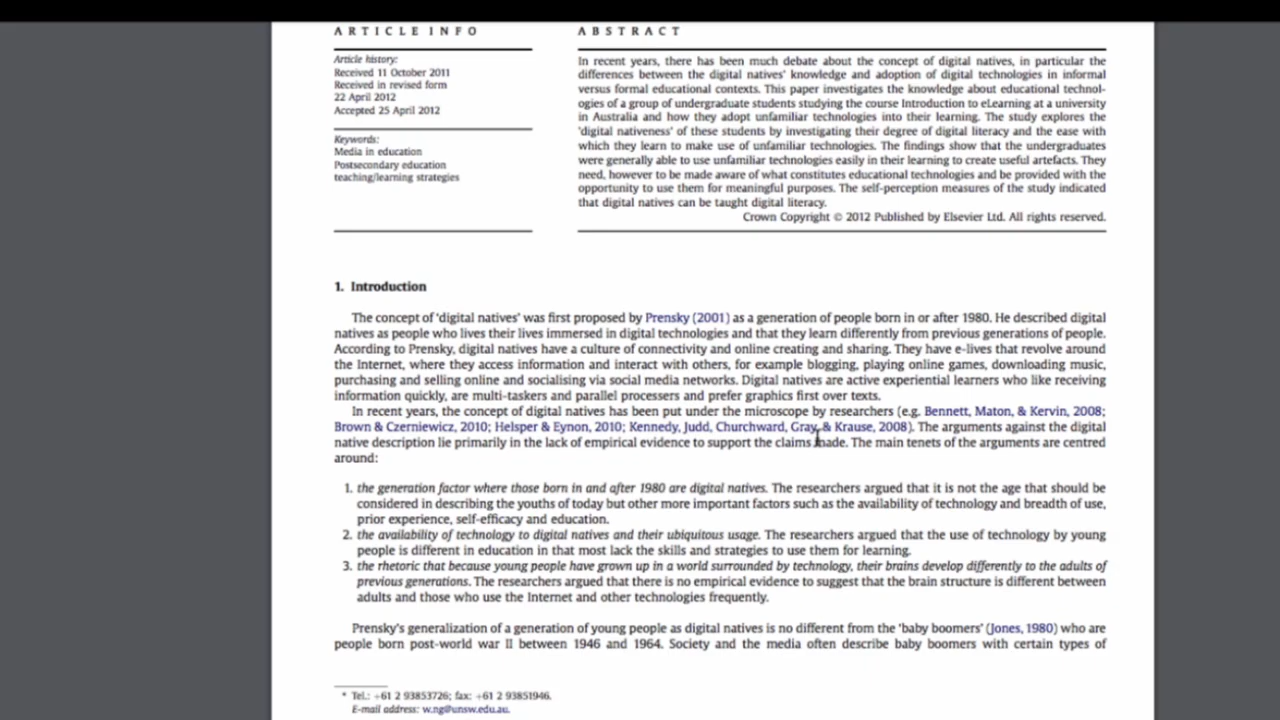 ARTICLE INFO
Article history:
Received 11 October 2011
Received in revised form
22 April 2012
Accepted 25 April 2012
Keywords:
Media in education
Postsecondary education
teaching/learning strategies
ABSTRACT
In recent years, there has been much debate about the concept of digital natives, in particular the
differences between the digital natives' knowledge and adoption of digital technologies in informal
versus formal educational contexts. This paper investigates the knowledge about educational technol-
ogies of a group of undergraduate students studying the course Introduction to eLearning at a university
in Australia and how they adopt unfamiliar technologies into their learning. The study explores the
'digital nativeness' of these students by investigating their degree of digital literacy and the ease with
which they learn to make use of unfamiliar technologies. The findings show that the undergraduates
were generally able to use unfamiliar technologies easily in their learning to create useful artefacts. They
need, however to be made aware of what constitutes educational technologies and be provided with the
opportunity to use them for meaningful purposes. The self-perception measures of the study indicated
that digital natives can be taught digital literacy.
Crown Copyright © 2012 Published by Elsevier Ltd. All rights reserved.
1. Introduction
The concept of 'digital natives' was first proposed by Prensky (2001) as a generation of people born in or after 1980. He described digital
natives as people who lives their lives immersed in digital technologies and that they learn differently from previous generations of people.
According to Prensky, digital natives have a culture of connectivity and online creating and sharing. They have e-lives that revolve around
the Internet, where they access information and interact with others, for example blogging, playing online games, downloading music,
purchasing and selling online and socialising via social media networks. Digital natives are active experiential learners who like receiving
information quickly, are multi-taskers and parallel processers and prefer graphics first over texts.
In recent years, the concept of digital natives has been put under the microscope by researchers (e.g. Bennett, Maton, & Kervin, 2008;
Brown & Czerniewicz, 2010; Helsper & Eynon, 2010; Kennedy, Judd, Churchward, Gray, & Krause, 2008). The arguments against the digital
native description lie primarily in the lack of empirical evidence to support the claims made. The main tenets of the arguments are centred
around:
1. the generation factor where those born in and after 1980 are digital natives. The researchers argued that it is not the age that should be
considered in describing the youths of today but other more important factors such as the availability of technology and breadth of use,
prior experience, self-efficacy and education.
2. the availability of technology to digital natives and their ubiquitous usage. The researchers argued that the use of technology by young
people is different in education in that most lack the skills and strategies to use them for learning.
3. the rhetoric that because young people have grown up in a world surrounded by technology, their brains develop differently to the adults of
previous generations. The researchers argued that there is no empirical evidence to suggest that the brain structure is different between
adults and those who use the Internet and other technologies frequently.
Prensky's generalization of a generation of young people as digital natives is no different from the 'baby boomers' (Jones, 1980) who are
people born post-world war II between 1946 and 1964. Society and the media often describe baby boomers with certain types of
* Tel.: +61 2 93853726; fax: +61 2 93851946.
E-mail address: w.ng@unsw.edu.au.